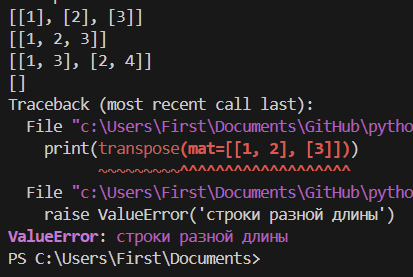 [[1], [2], [3]]
[[1, 2, 3]]
[[1, 3], [2, 4]]
[]
Traceback (most recent call last):
  File "c:\Users\First\Documents\GitHub\pytho
    print(transpose(mat=[[1, 2], [3]]))
          ~~~~~~~~~^^^^^^^^^^^^^^^^^^^
  File "c:\Users\First\Documents\GitHub\pytho
    raise ValueError('строки разной длины')
ValueError: строки разной длины
PS C:\Users\First\Documents>